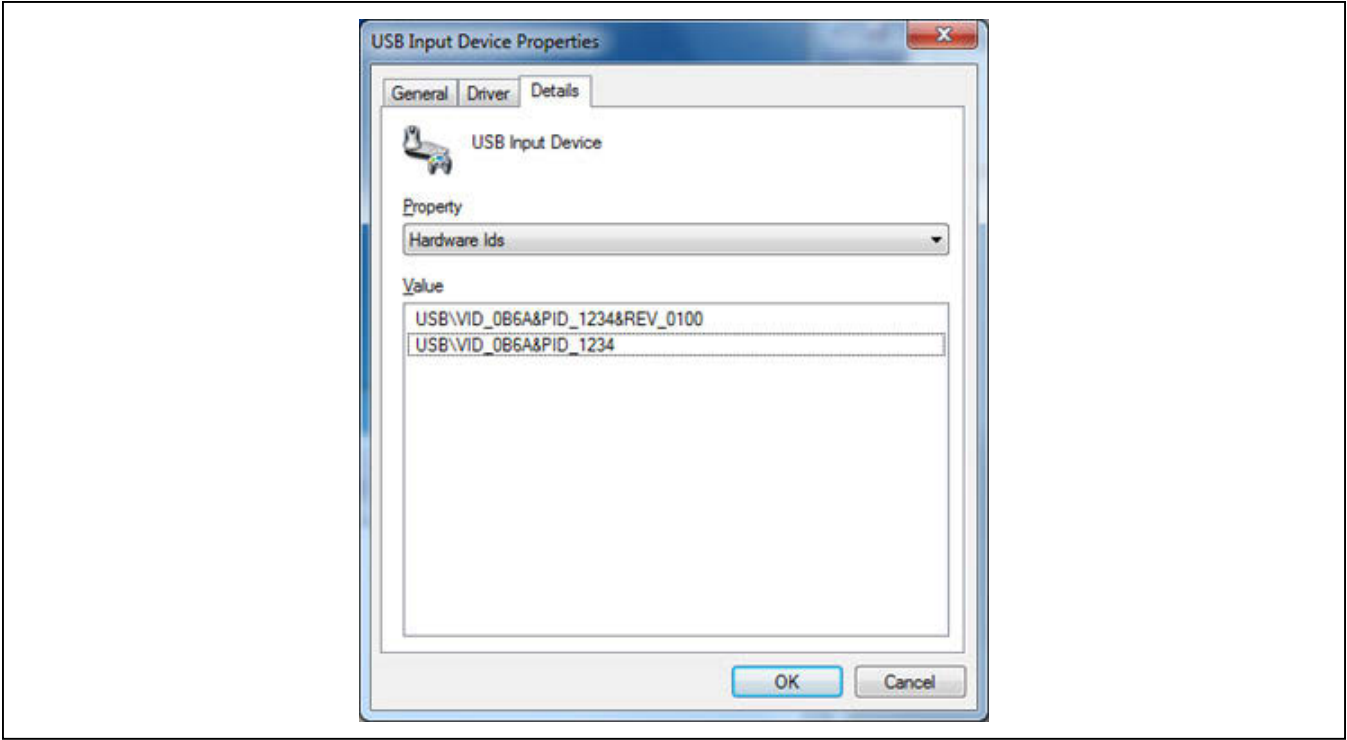 USB Input Device Properties
General Driver Details
USB Input Device
Property
Hardware Ids
Value
USB\VID_0B6A&PID_1234&REV_0100
USB\VID_0B6A&PID_1234
OK Cancel